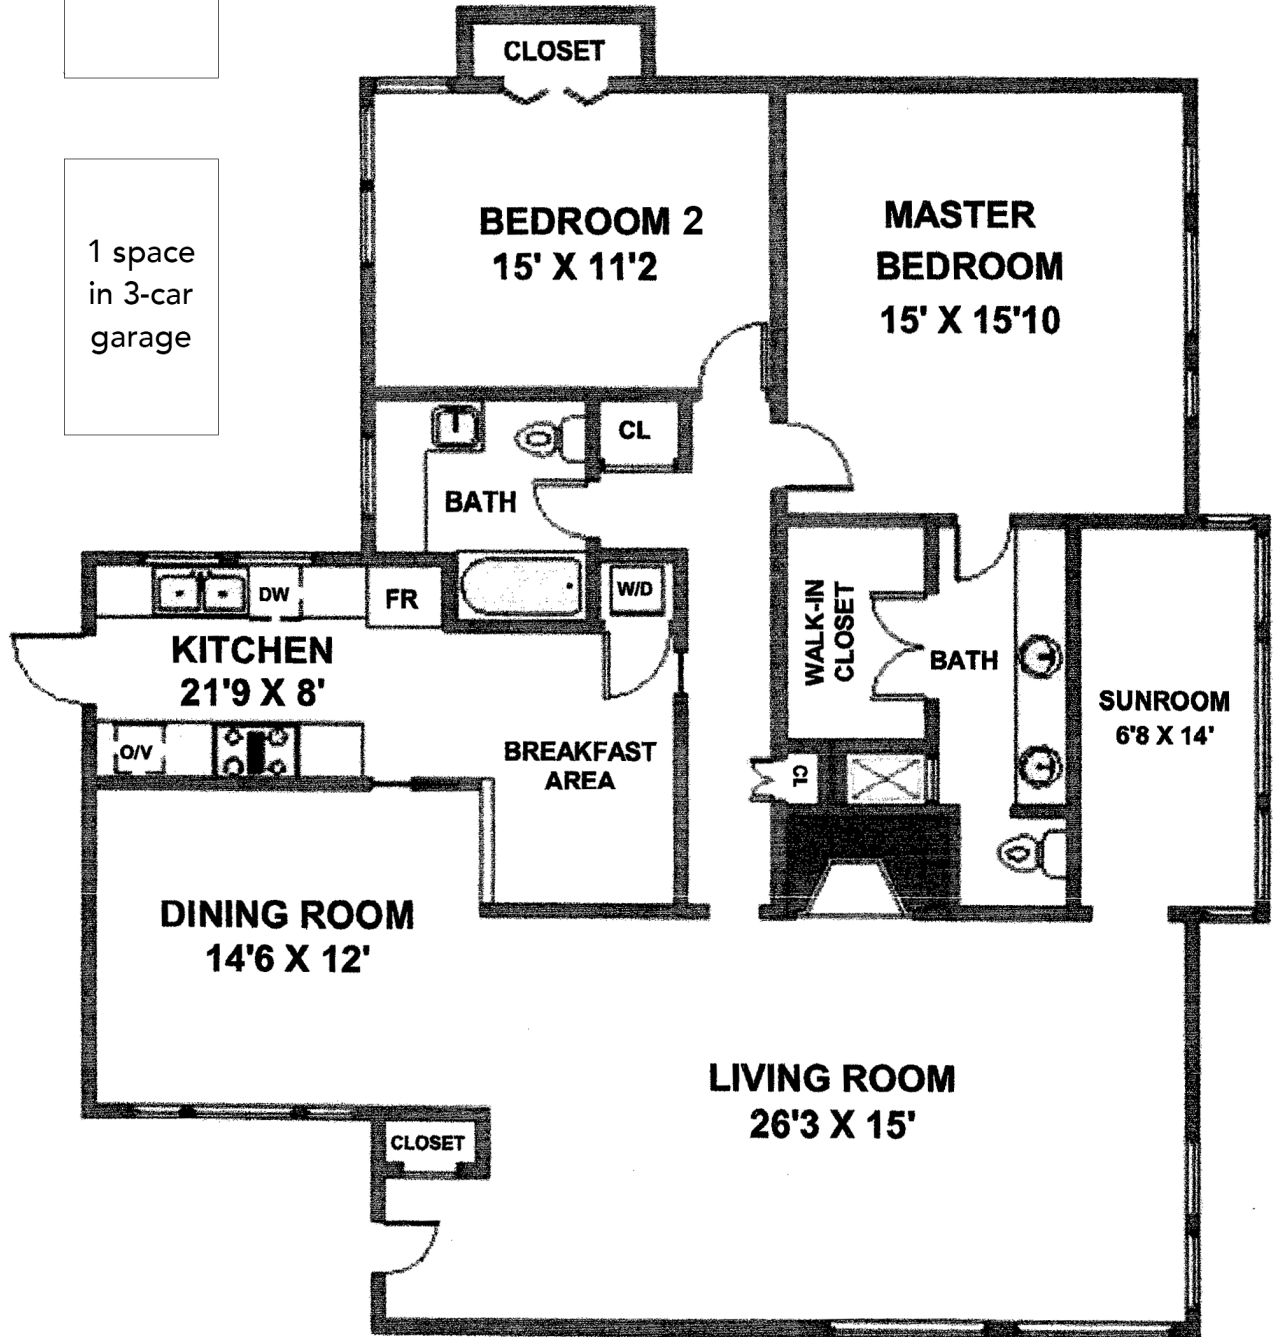 CLOSET
1 space
in 3-car
garage
BEDROOM 2
15' X 11'2
MASTER
BEDROOM
15' X 15'10
CL
BATH
DW
FR
W/D
KITCHEN
21'9 X 8'
O/V
BREAKFAST
AREA
WALK-IN
CLOSET
BATH
SUNROOM
6'8 X 14'
CL
DINING ROOM
14'6 X 12'
LIVING ROOM
26'3 X 15'
CLOSET